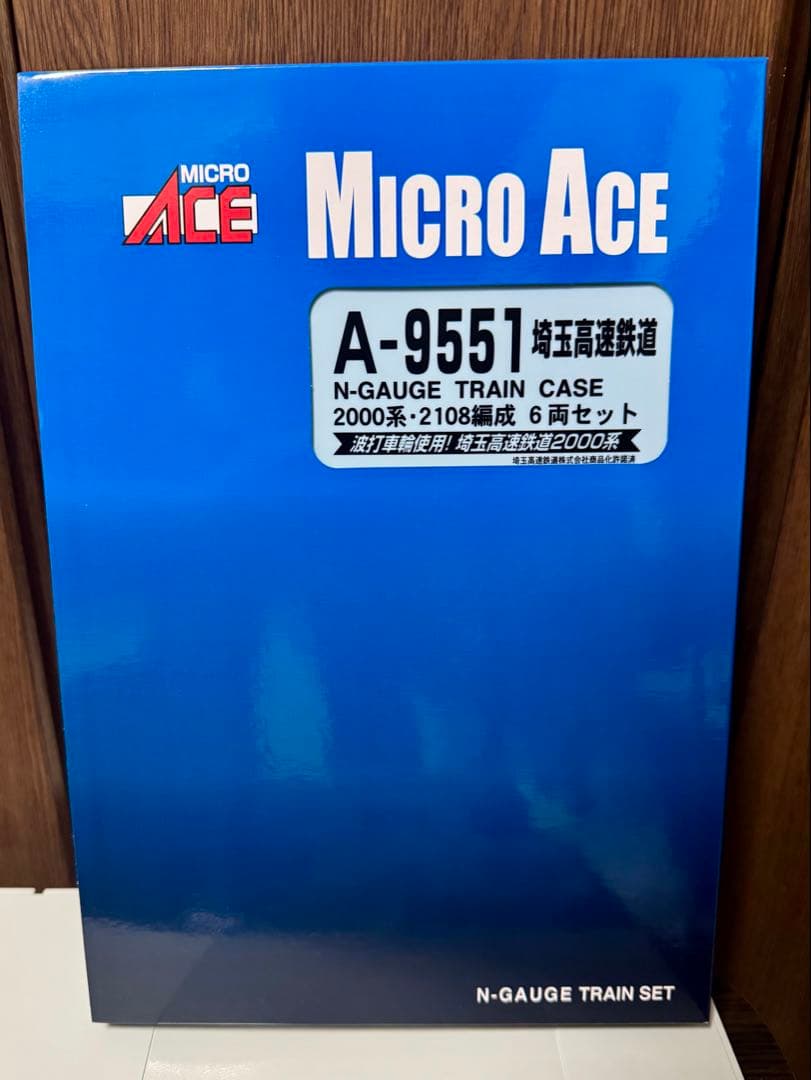 MICRO
ACE
MICRO ACE
A-9551 埼玉高速鉄道
N-GAUGE TRAIN CASE
2000系・2108編成 6両セット
波打車輪使用!埼玉高速鉄道2000系
埼玉高速鉄道株式会社商品化許諾済
N-GAUGE TRAIN SET